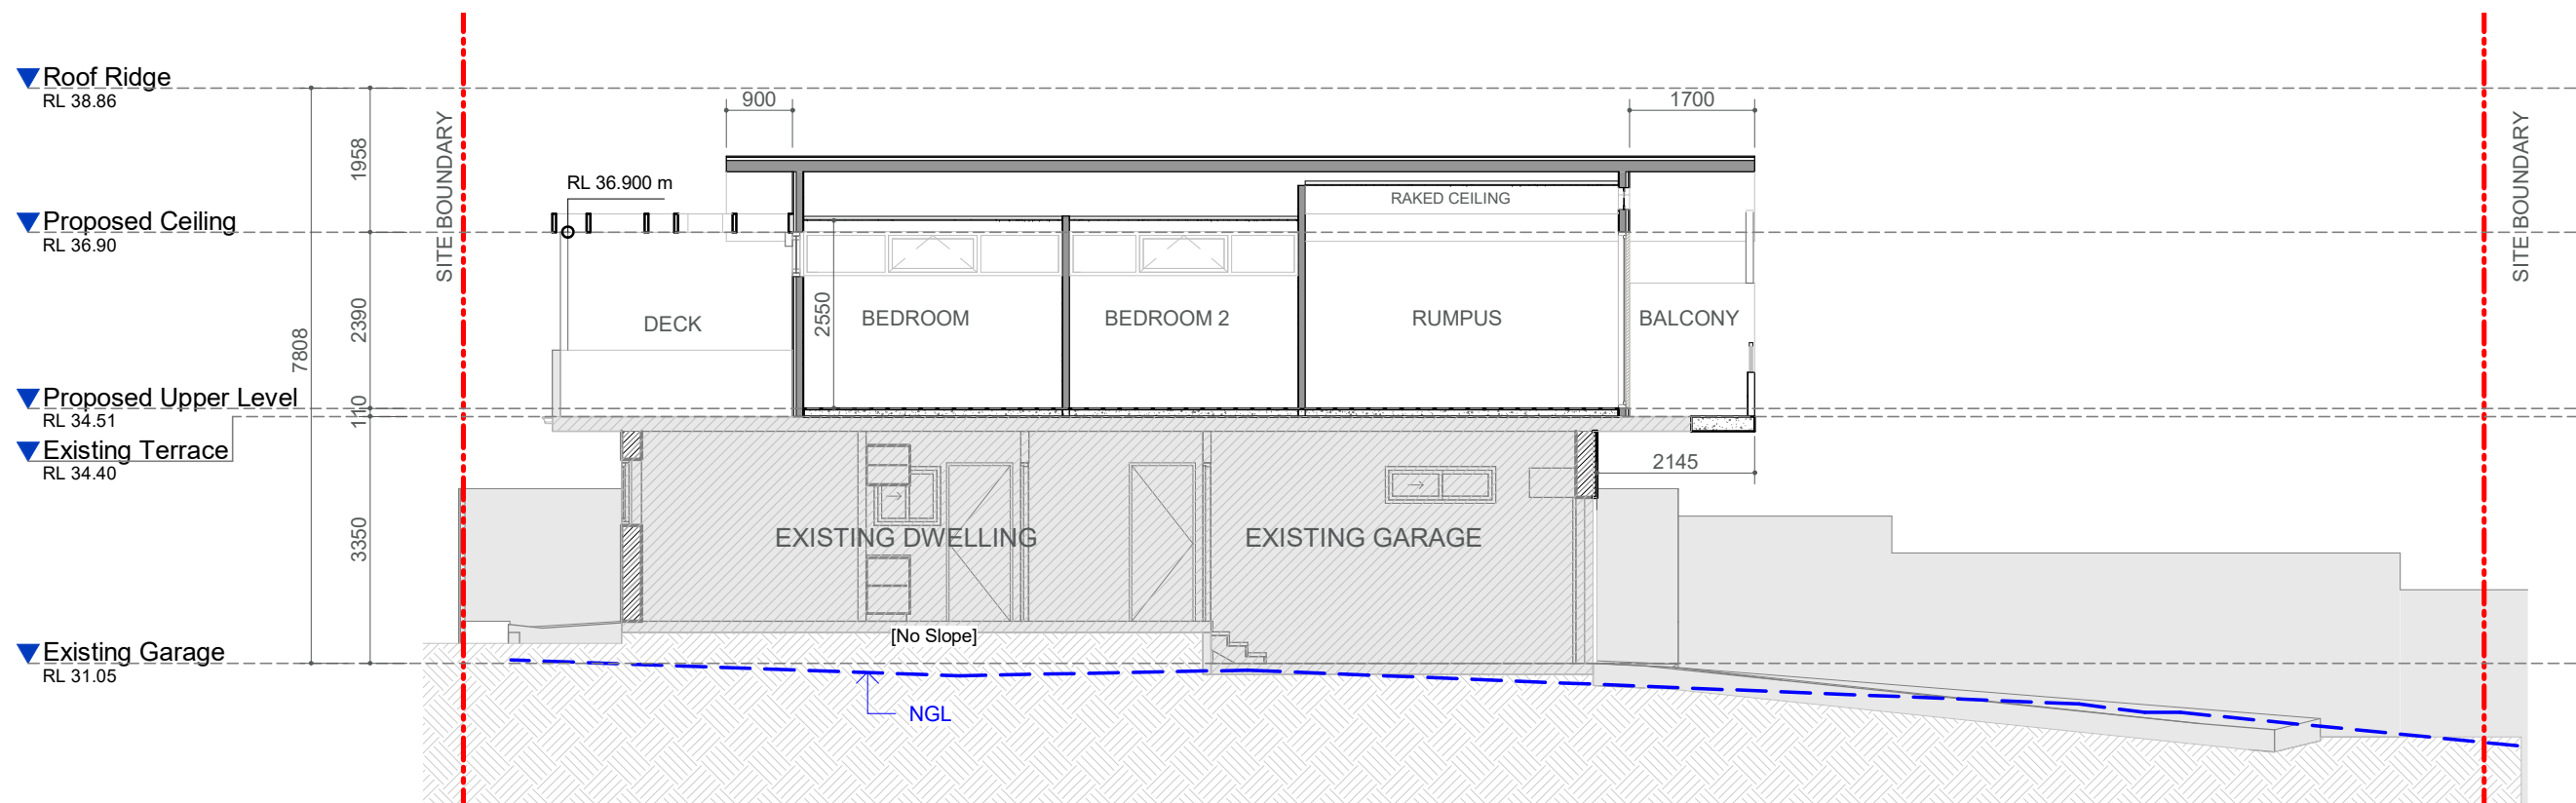 Roof Ridge
RL 38.86
900
1700
SITE BOUNDARY
SITE BOUNDARY
1958
RL 36.900 m
RAKED CEILING
Proposed Ceiling
RL 36.90
2390
7808
2550
DECK
BEDROOM
BEDROOM 2
RUMPUS
BALCONY
Proposed Upper Level
RL 34.51
110
Existing Terrace
RL 34.40
2145
3350
EXISTING DWELLING
EXISTING GARAGE
[No Slope]
Existing Garage
RL 31.05
NGL